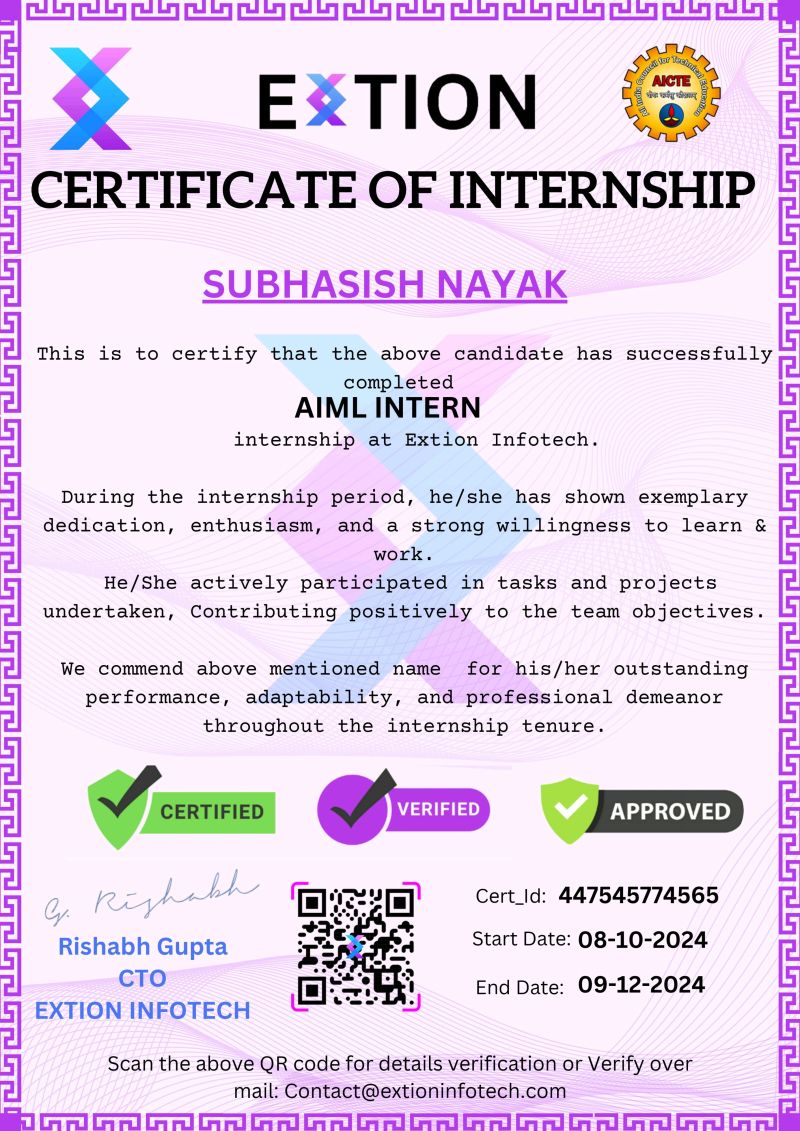 EXTION
All India Council for Technical Education
AICTE
CERTIFICATE OF INTERNSHIP
SUBHASISH NAYAK
This is to certify that the above candidate has successfully
completed
AIML INTERN
internship at Extion Infotech.
During the internship period, he/she has shown exemplary
dedication, enthusiasm, and a strong willingness to learn &
work.
He/She actively participated in tasks and projects
undertaken, Contributing positively to the team objectives.
We commend above mentioned name for his/her outstanding
performance, adaptability, and professional demeanor
throughout the internship tenure.
CERTIFIED
VERIFIED
APPROVED
G. Rishabh
Rishabh Gupta
CTO
EXTION INFOTECH
Cert_Id: 447545774565
Start Date: 08-10-2024
End Date: 09-12-2024
Scan the above QR code for details verification or Verify over
mail: Contact@extioninfotech.com